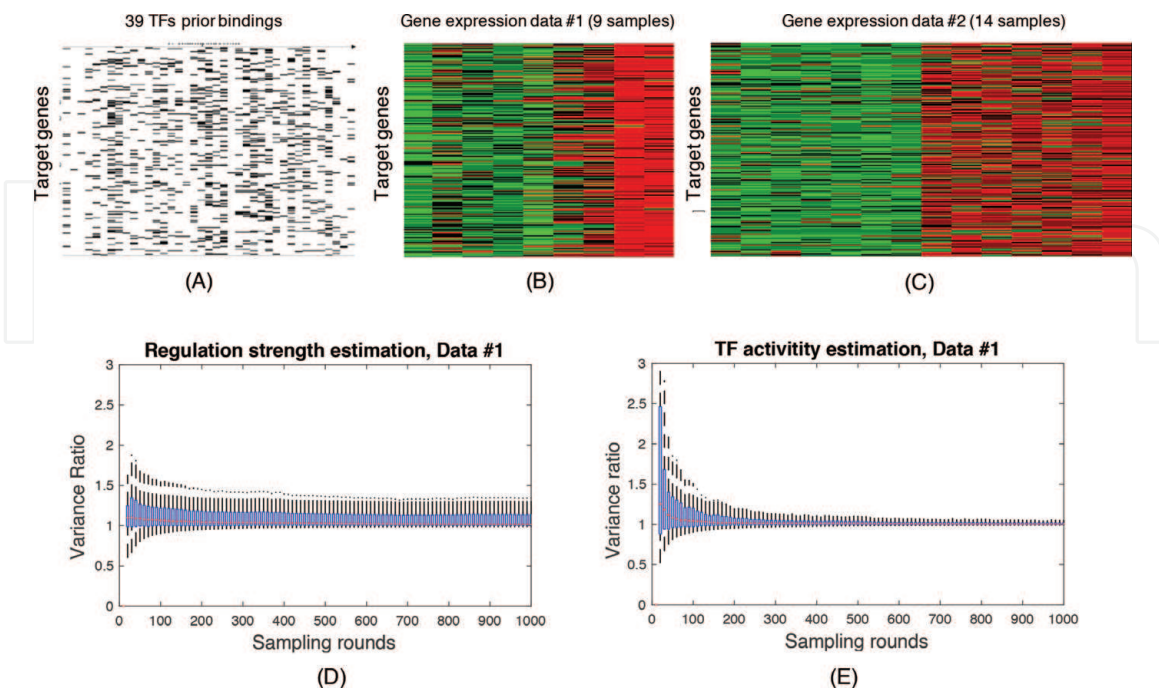 39 TFs prior bindings
Gene expression data #1 (9 samples)
Gene expression data #2 (14 samples)
Target genes
Target genes
Target genes
(A)
(B)
(C)
Regulation strength estimation, Data #1
Variance Ratio
3
2.5
2
1.5
1
0.5
0
0 100 200 300 400 500 600 700 800 900 1000
Sampling rounds
(D)
TF activitity estimation, Data #1
Variance ratio
3
2.5
2
1.5
1
0.5
0
0 100 200 300 400 500 600 700 800 900 1000
Sampling rounds
(E)